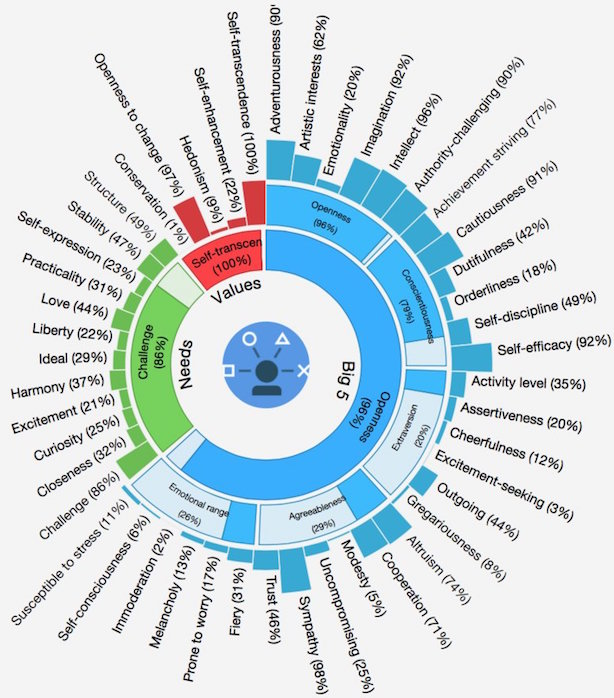 Adventurousness (90
Artistic interests (62%)
Emotionality (20%)
Imagination (92%)
Intellect (96%)
Authority-challenging (90%)
Achievement striving (77%)
Cautiousness (91%)
Dutifulness (42%)
Orderliness (18%)
Self-discipline (49%)
Self-efficacy (92%)
Activity level (35%)
Assertiveness (20%)
Cheerfulness (12%)
Excitement-seeking (3%)
Outgoing (44%)
Gregariousness (8%)
Altruism (74%)
Cooperation (71%)
Modesty (5%)
Uncompromising (25%)
Sympathy (98%)
Trust (46%)
Fiery (31%)
Prone to worry (17%)
Melancholy (13%)
Immoderation (2%)
Self-consciousness (6%)
Susceptible to stress (11%)
Challenge (86%)
Closeness (32%)
Curiosity (25%)
Excitement (21%)
Harmony (37%)
Ideal (29%)
Liberty (22%)
Love (44%)
Practicality (31%)
Self-expression (23%)
Stability (47%)
Structure (49%)
Conservation (1%)
Openness to change (97%)
Hedonism (9%)
Self-enhancement (22%)
Self-transcendence (100%)
Openness
(96%)
Conscientiousness
(79%)
Extraversion
(20%)
Agreeableness
(29%)
Emotional range
(26%)
Challenge
(86%)
Self-transcen
(100%)
Openness
(96%)
Values
Needs
Big 5